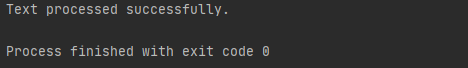 Text processed successfully.
Process finished with exit code 0